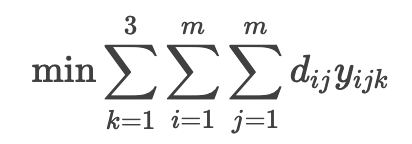 min ∑_{k=1}^{3} ∑_{i=1}^{m} ∑_{j=1}^{m} d_{ij} y_{ijk}